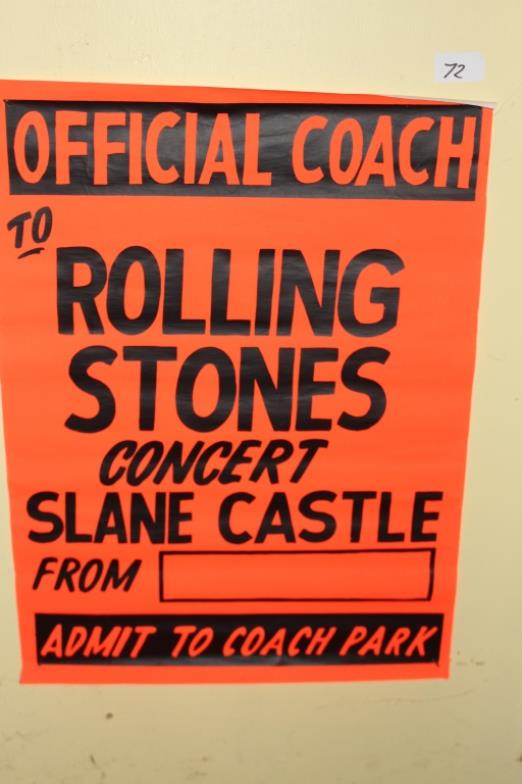 72
OFFICIAL COACH
TO
ROLLING
STONES
CONCERT
SLANE CASTLE
FROM
ADMIT TO COACH PARK